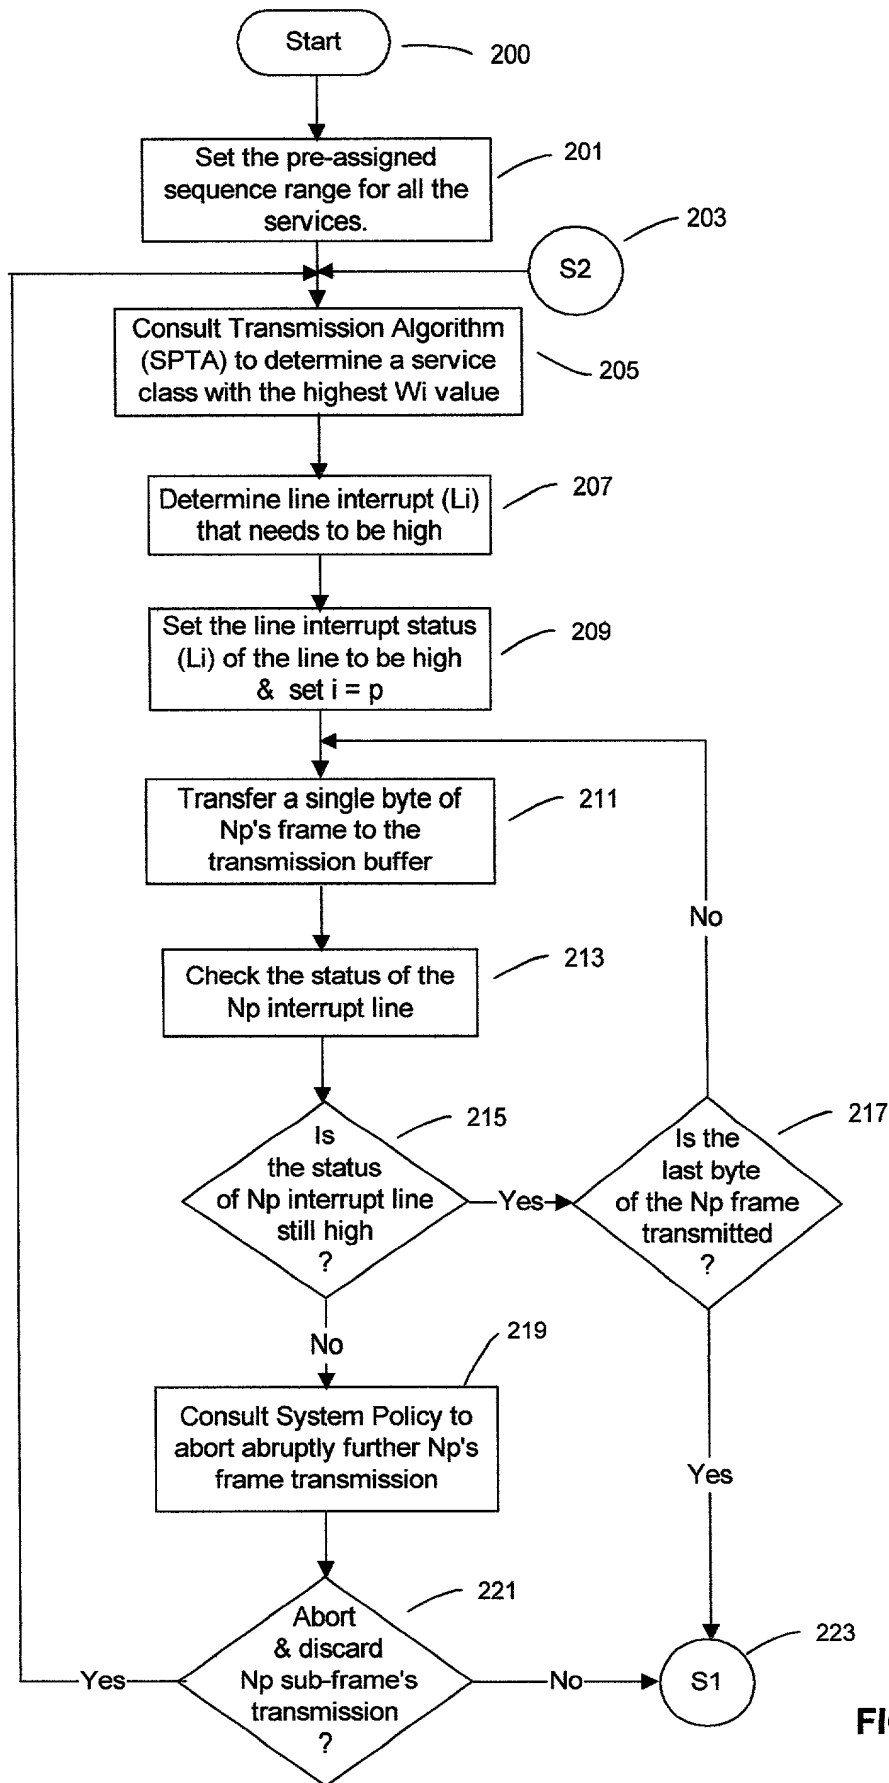 Start
200
Set the pre-assigned
sequence range for all the
services.
201
203
S2
Consult Transmission Algorithm
(SPTA) to determine a service
class with the highest Wi value
205
Determine line interrupt (Li)
that needs to be high
207
Set the line interrupt status
(Li) of the line to be high
& set i = p
209
Transfer a single byte of
Np's frame to the
transmission buffer
211
No
Check the status of the
Np interrupt line
213
Is
the status
of Np interrupt line
still high
?
215
Yes
Is the
last byte
of the Np frame
transmitted
?
217
No
219
Consult System Policy to
abort abruptly further Np's
frame transmission
Yes
Abort
& discard
Np sub-frame's
transmission
?
221
Yes
No
S1
223
FI